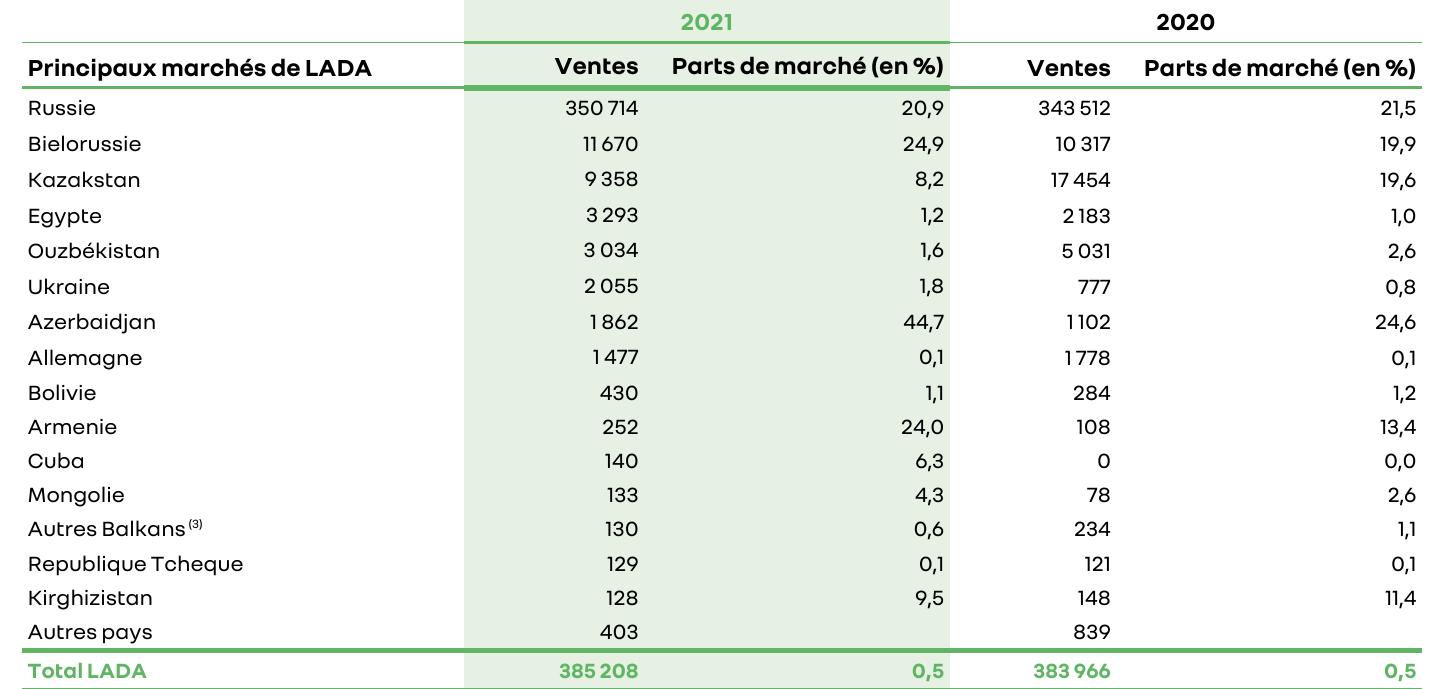 2021 2020
Principaux marchés de LADA Ventes Parts de marché (en %) Ventes Parts de marché (en %)
Russie 350 714 20,9 343 512 21,5
Bielorussie 11 670 24,9 10 317 19,9
Kazakstan 9 358 8,2 17 454 19,6
Egypte 3 293 1,2 2 183 1,0
Ouzbékistan 3 034 1,6 5 031 2,6
Ukraine 2 055 1,8 777 0,8
Azerbaidjan 1 862 44,7 1 102 24,6
Allemagne 1 477 0,1 1 778 0,1
Bolivie 430 1,1 284 1,2
Armenie 252 24,0 108 13,4
Cuba 140 6,3 0 0,0
Mongolie 133 4,3 78 2,6
Autres Balkans (3) 130 0,6 234 1,1
Republique Tcheque 129 0,1 121 0,1
Kirghizistan 128 9,5 148 11,4
Autres pays 403 839
Total LADA 385 208 0,5 383 966 0,5